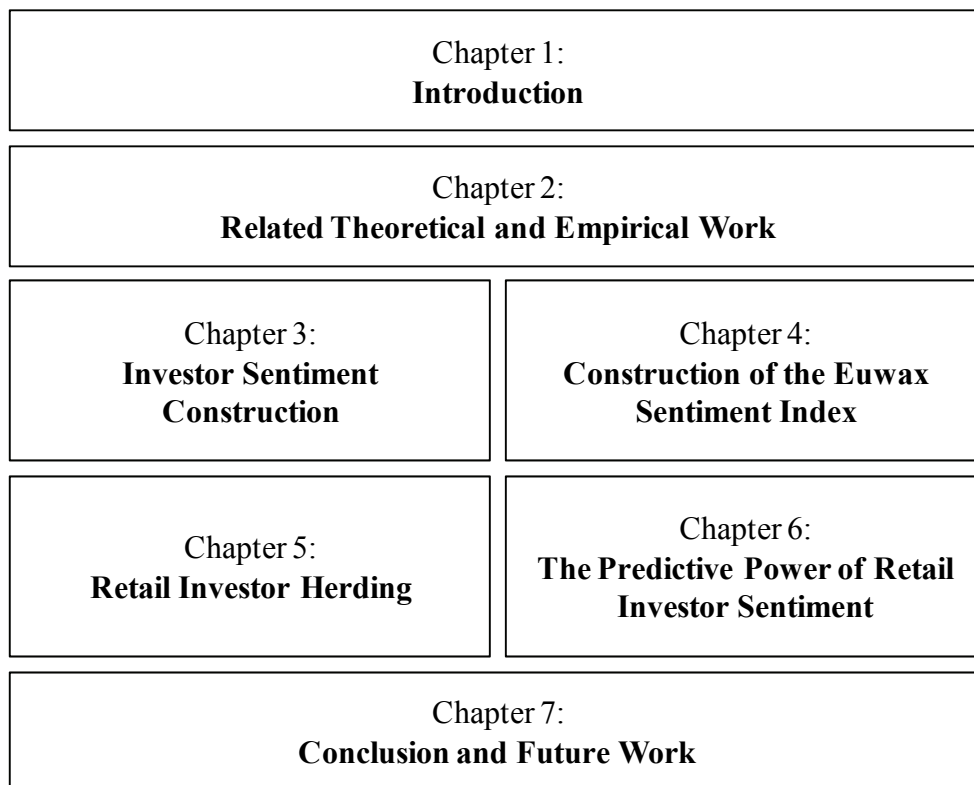 Chapter 1:
Introduction
Chapter 2:
Related Theoretical and Empirical Work
Chapter 3:
Investor Sentiment
Construction
Chapter 4:
Construction of the Euwax
Sentiment Index
Chapter 5:
Retail Investor Herding
Chapter 6:
The Predictive Power of Retail
Investor Sentiment
Chapter 7:
Conclusion and Future Work